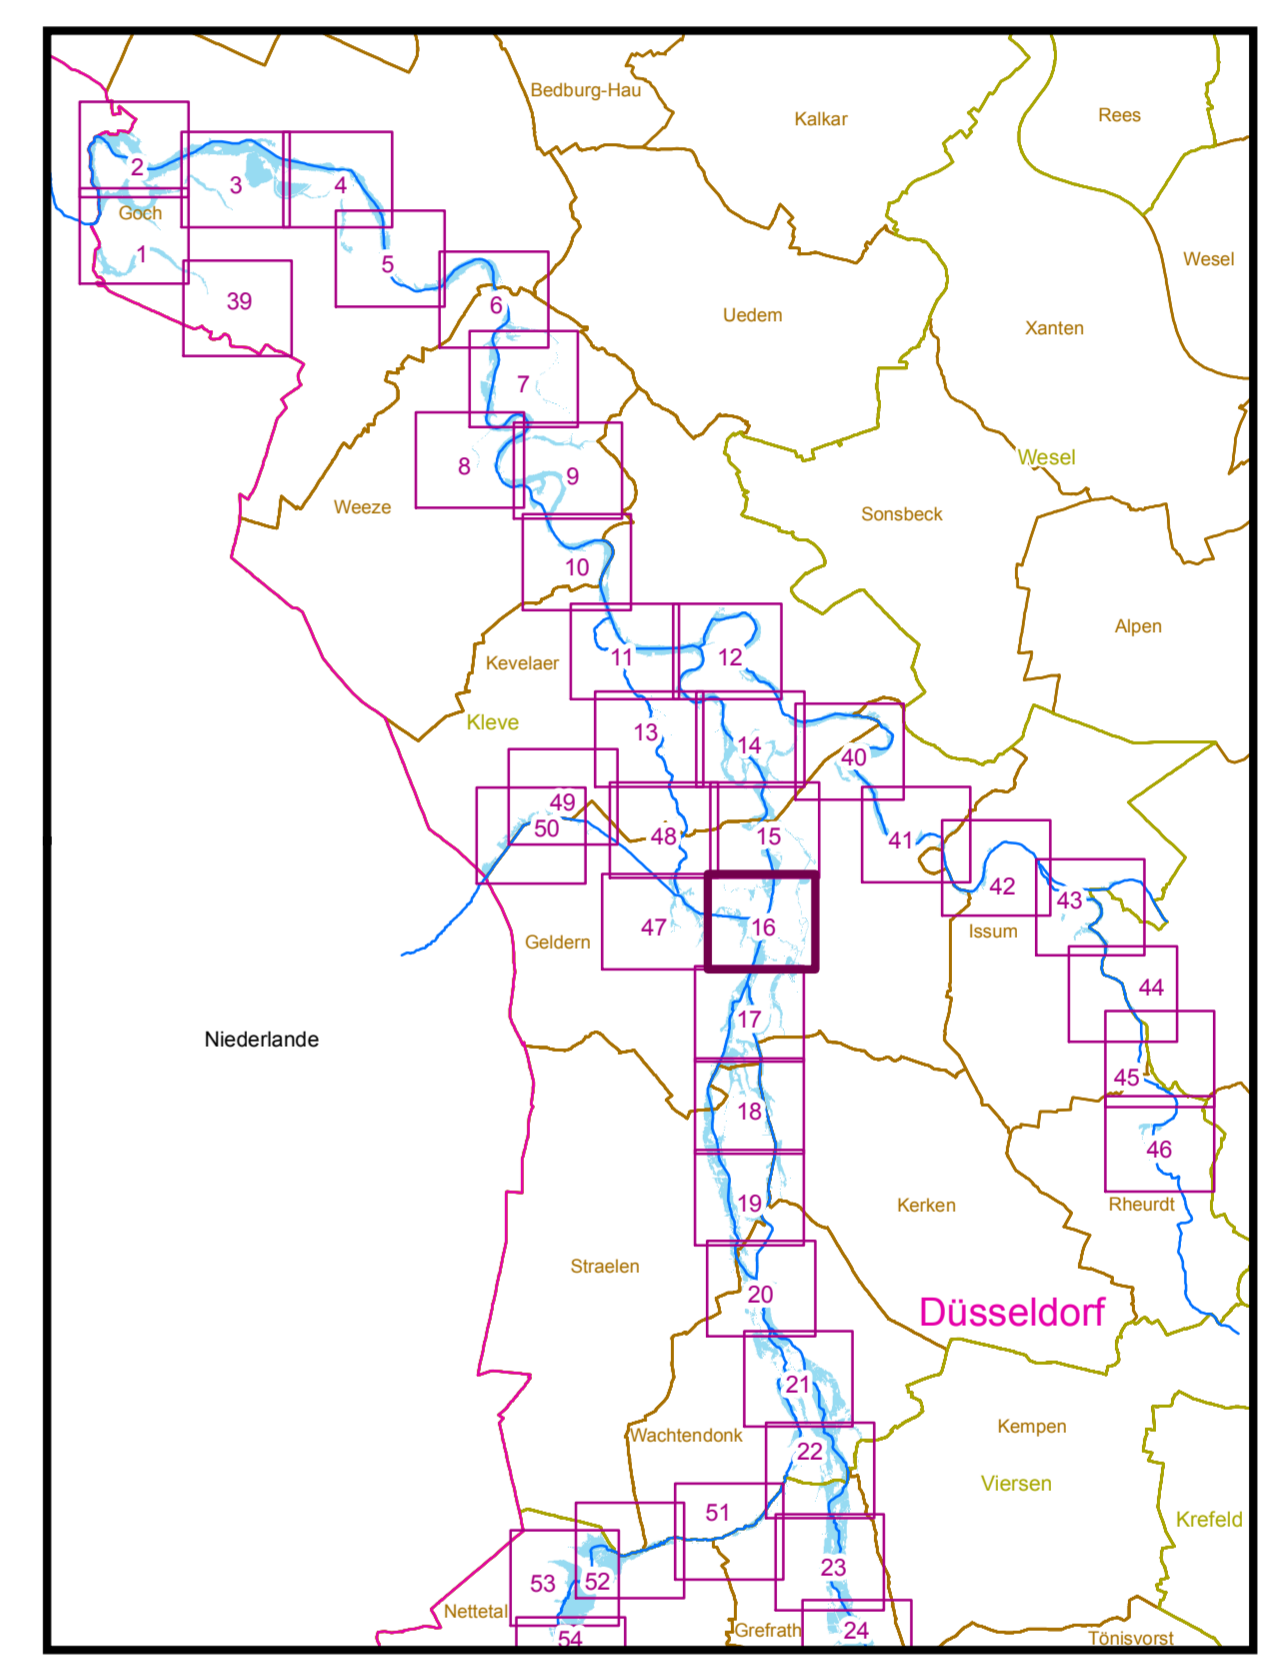 Bedburg-Hau
Kalkar
Rees
2
3
4
Goch
1
5
Wesel
39
6
Uedem
Xanten
7
Wesel
8
9
Weeze
Sonsbeck
10
Alpen
11
12
Kevelaer
Kleve
13
14
40
49
50
48
15
41
42
43
47
16
Issum
Geldern
44
17
Niederlande
45
18
46
19
Kerken
Rheurdt
Straelen
20
Düsseldorf
21
Kempen
Wachtendonk
22
Viersen
51
Krefeld
23
53
52
Nettetal
Grefrath
24
Tönisvorst
54